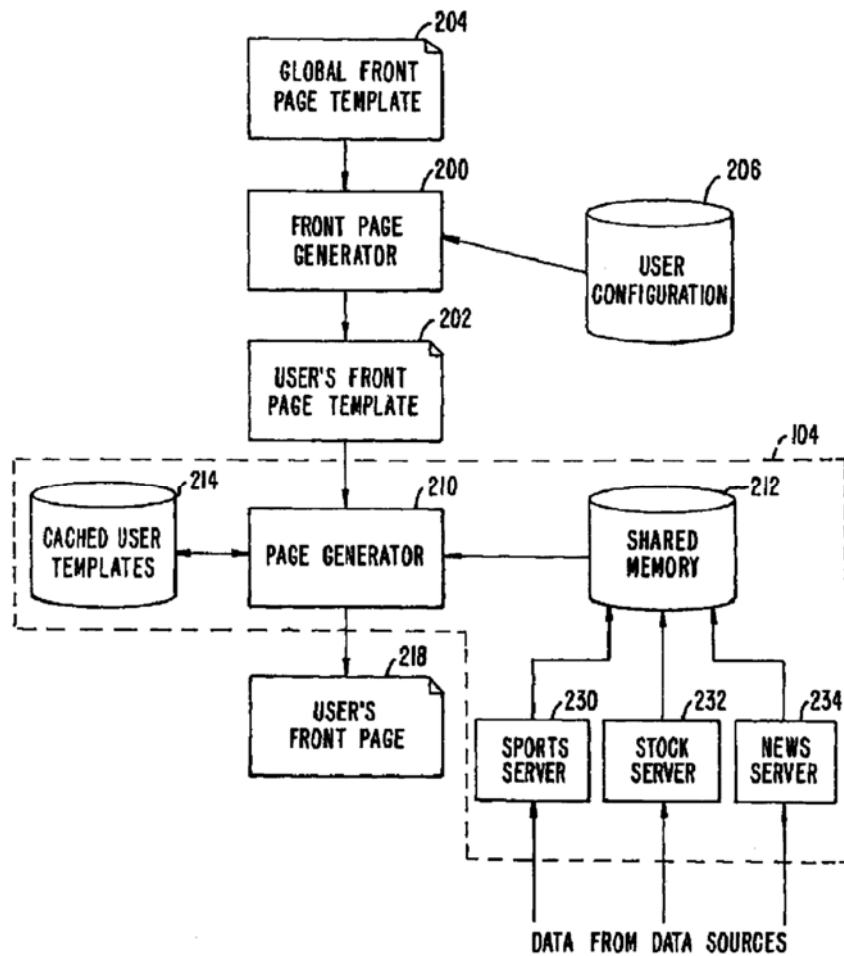 204
GLOBAL FRONT
PAGE TEMPLATE
200
FRONT PAGE
GENERATOR
206
USER
CONFIGURATION
202
USER'S FRONT
PAGE TEMPLATE
104
214
CACHED USER
TEMPLATES
210
PAGE GENERATOR
212
SHARED
MEMORY
218
USER'S
FRONT PAGE
230
SPORTS
SERVER
232
STOCK
SERVER
234
NEWS
SERVER
DATA FROM DATA SOURCES